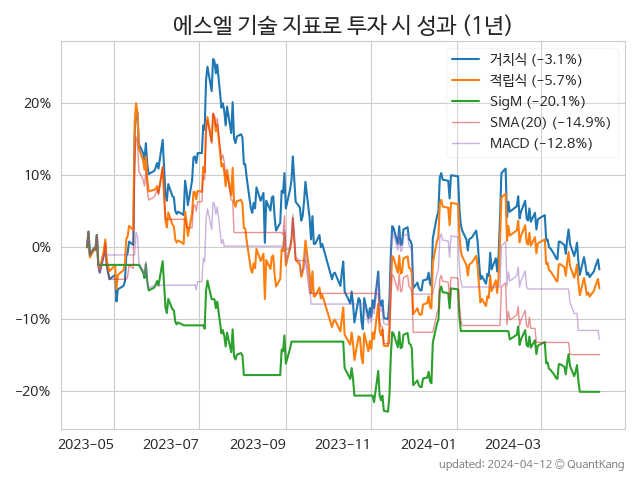 에스엘 기술 지표로 투자 시 성과 (1년)
거치식 (−3.1%)
적립식 (−5.7%)
SigM (−20.1%)
SMA(20) (−14.9%)
MACD (−12.8%)
20%
10%
0%
−10%
−20%
2023-05 2023-07 2023-09 2023-11 2024-01 2024-03
updated: 2024-04-12 © QuantKang